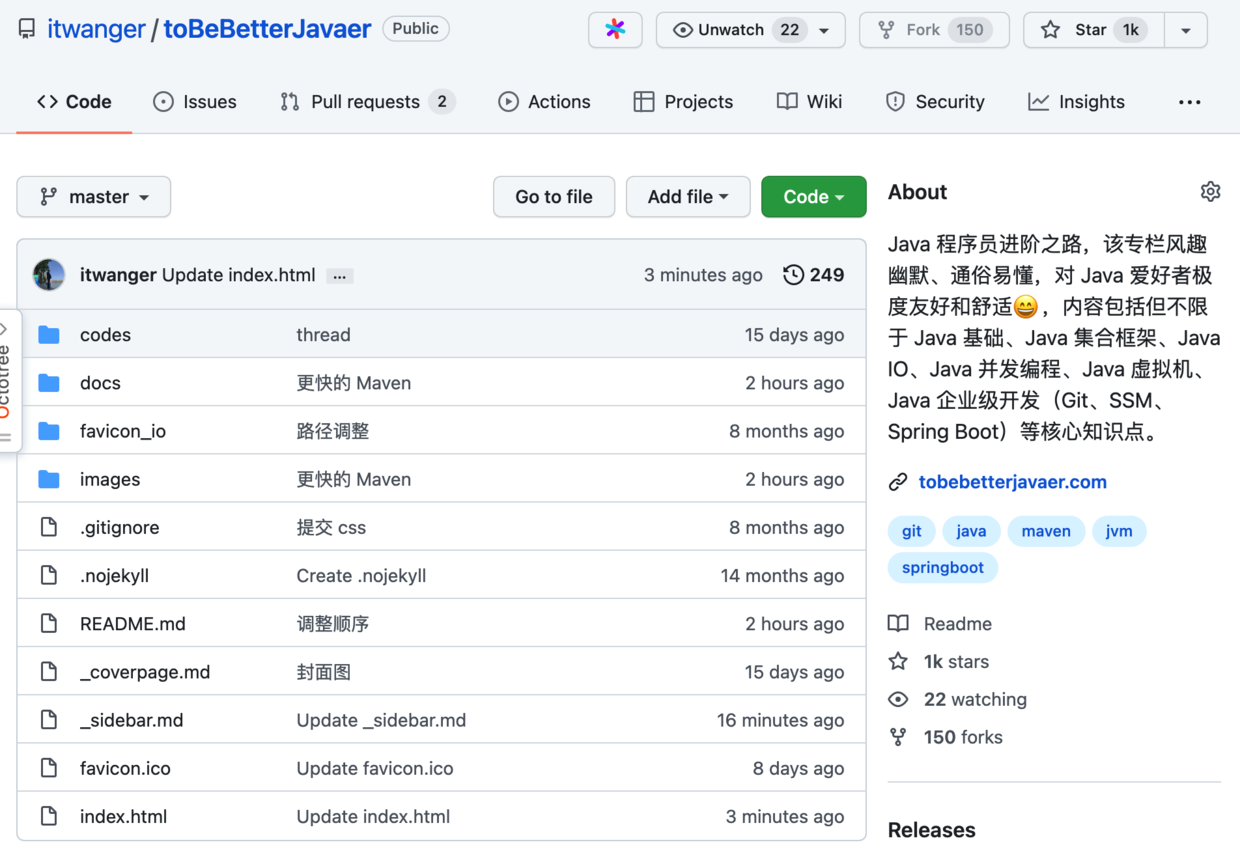 itwanger / toBeBetterJavaer Public
Unwatch 22 Fork 150 Star 1k
Code Issues Pull requests 2 Actions Projects Wiki Security Insights ...
master Go to file Add file Code
itwanger Update index.html ... 3 minutes ago 249
codes thread 15 days ago
docs 更快的 Maven 2 hours ago
favicon_io 路径调整 8 months ago
images 更快的 Maven 2 hours ago
.gitignore 提交 css 8 months ago
.nojekyll Create .nojekyll 14 months ago
README.md 调整顺序 2 hours ago
_coverpage.md 封面图 15 days ago
_sidebar.md Update _sidebar.md 16 minutes ago
favicon.ico Update favicon.ico 8 days ago
index.html Update index.html 3 minutes ago
Octotree
About
Java 程序员进阶之路，该专栏风趣
幽默、通俗易懂，对 Java 爱好者极
度友好和舒适😄，内容包括但不限
于 Java 基础、Java 集合框架、Java
IO、Java 并发编程、Java 虚拟机、
Java 企业级开发（Git、SSM、
Spring Boot）等核心知识点。
tobebetterjavaer.com
git java maven jvm
springboot
Readme
1k stars
22 watching
150 forks
Releases